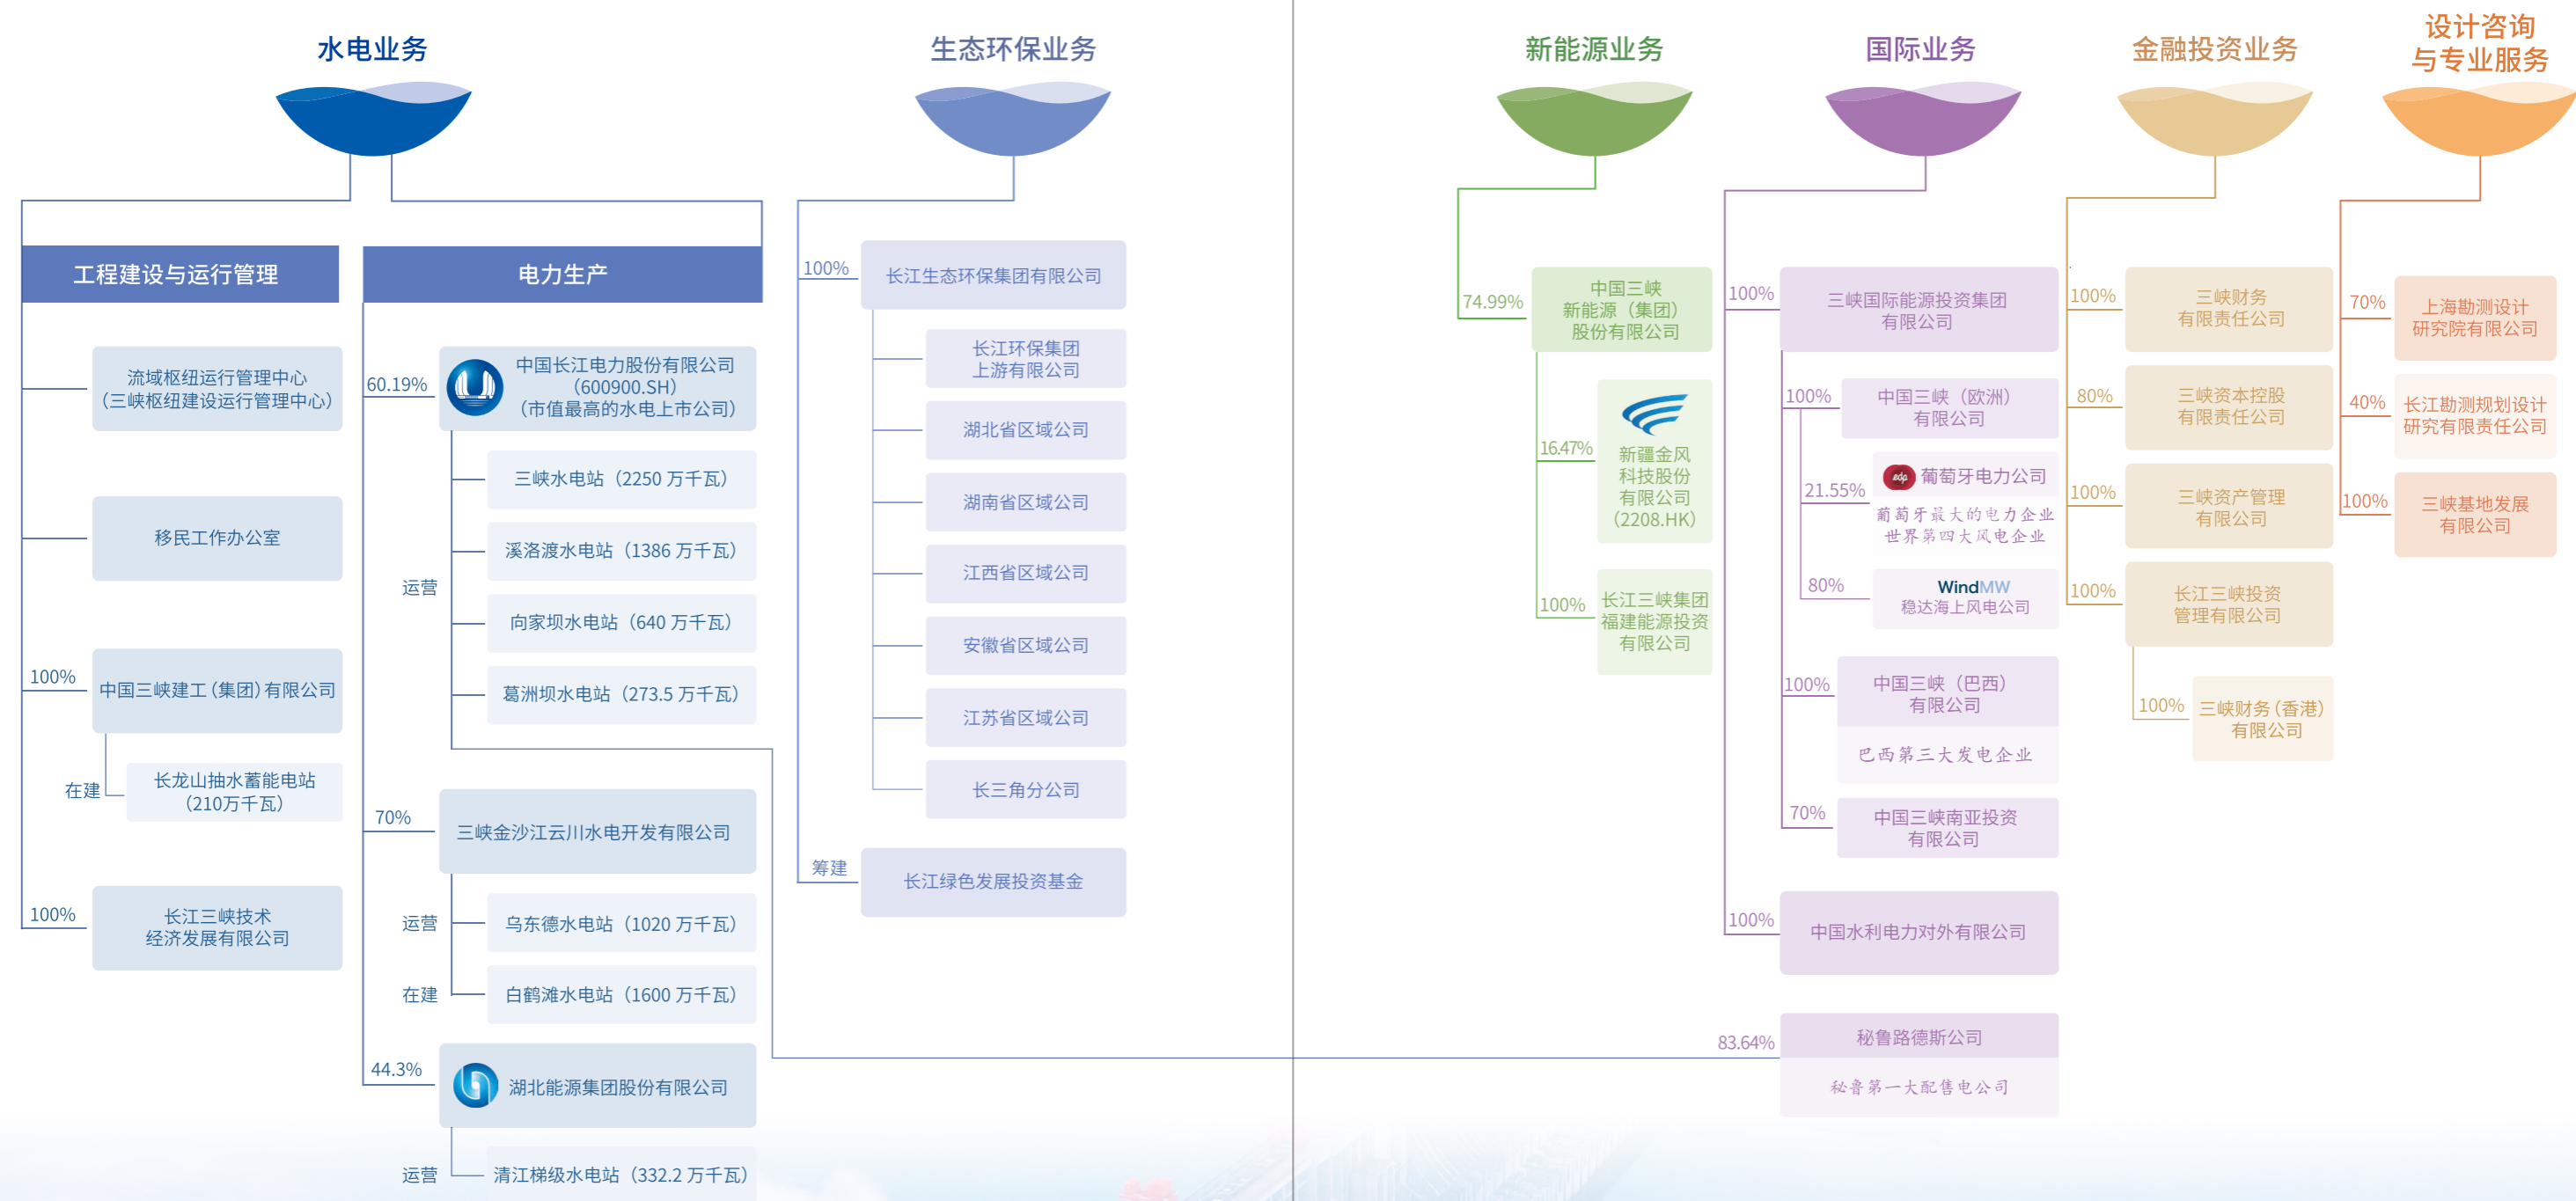 水电业务
工程建设与运行管理
流域枢纽运行管理中心
（三峡枢纽建设运行管理中心）
移民工作办公室
100%
中国三峡建工（集团）有限公司
在建
长龙山抽水蓄能电站
（210万千瓦）
100%
长江三峡技术
经济发展有限公司
电力生产
60.19%
中国长江电力股份有限公司
（600900.SH）
（市值最高的水电上市公司）
运营
三峡水电站（2250 万千瓦）
溪洛渡水电站（1386 万千瓦）
向家坝水电站（640 万千瓦）
葛洲坝水电站（273.5 万千瓦）
70%
三峡金沙江云川水电开发有限公司
运营
乌东德水电站（1020 万千瓦）
在建
白鹤滩水电站（1600 万千瓦）
44.3%
湖北能源集团股份有限公司
运营
清江梯级水电站（332.2 万千瓦）
生态环保业务
100%
长江生态环保集团有限公司
长江环保集团
上游有限公司
湖北省区域公司
湖南省区域公司
江西省区域公司
安徽省区域公司
江苏省区域公司
长三角分公司
筹建
长江绿色发展投资基金
新能源业务
74.99%
中国三峡
新能源（集团）
股份有限公司
16.47%
新疆金风
科技股份
有限公司
（2208.HK）
100%
长江三峡集团
福建能源投资
有限公司
国际业务
100%
三峡国际能源投资集团
有限公司
100%
中国三峡（欧洲）
有限公司
21.55%
edp
葡萄牙电力公司
葡萄牙最大的电力企业
世界第四大风电企业
80%
WindMW
稳达海上风电公司
100%
中国三峡（巴西）
有限公司
巴西第三大发电企业
70%
中国三峡南亚投资
有限公司
100%
中国水利电力对外有限公司
83.64%
秘鲁路德斯公司
秘鲁第一大配售电公司
金融投资业务
100%
三峡财务
有限责任公司
80%
三峡资本控股
有限责任公司
100%
三峡资产管理
有限公司
100%
长江三峡投资
管理有限公司
100%
三峡财务（香港）
有限公司
设计咨询
与专业服务
70%
上海勘测设计
研究院有限公司
40%
长江勘测规划设计
研究有限责任公司
100%
三峡基地发展
有限公司